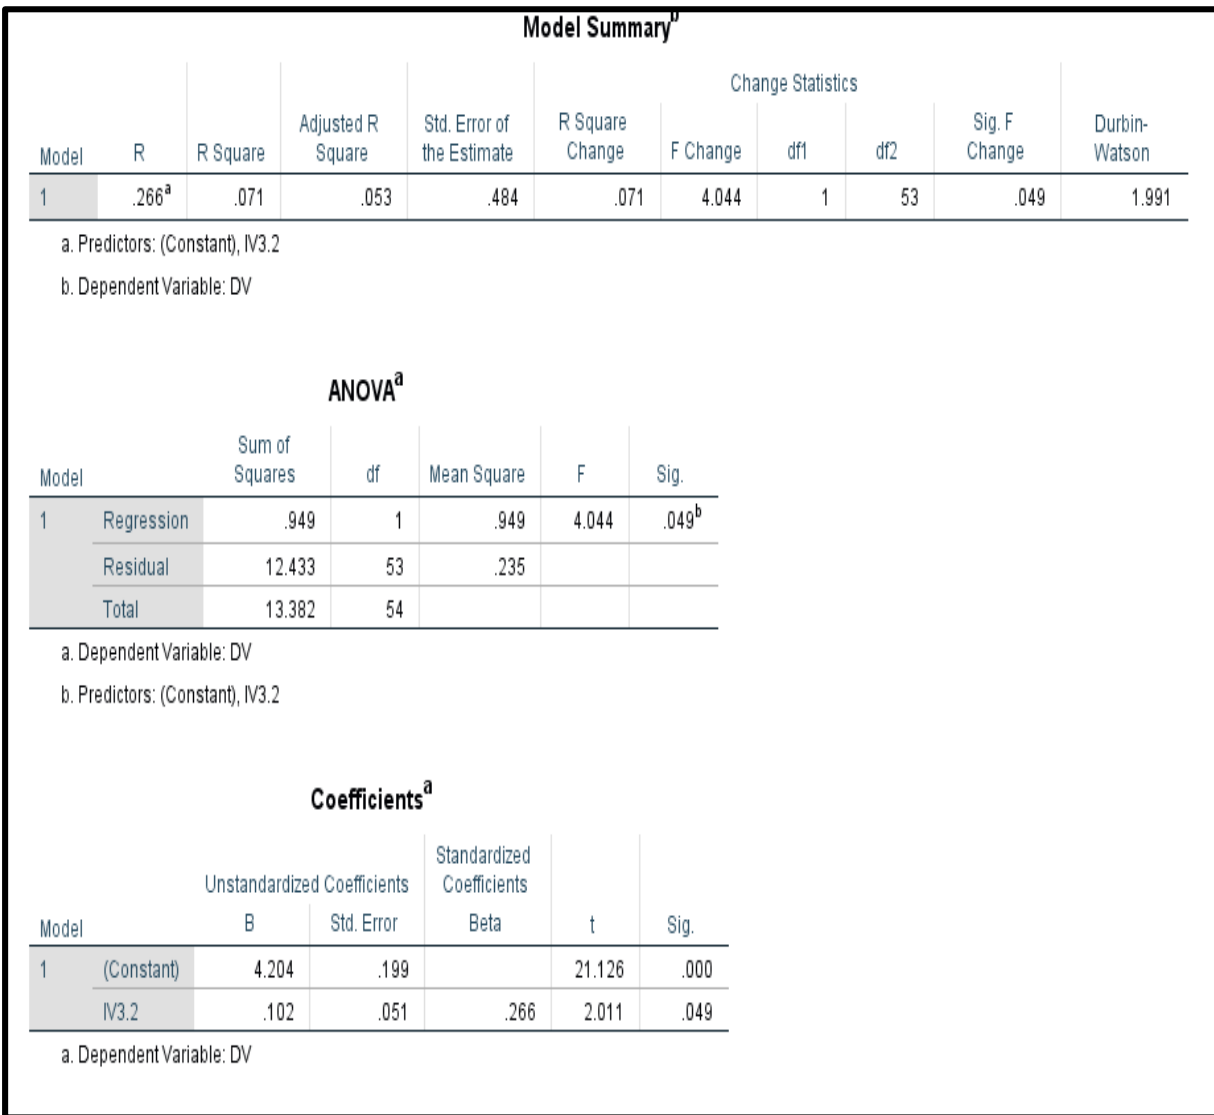 Model Summaryb
Change Statistics
Model R R Square Adjusted R Square Std. Error of the Estimate R Square Change F Change df1 df2 Sig. F Change Durbin-Watson
1 .266a .071 .053 .484 .071 4.044 1 53 .049 1.991
a. Predictors: (Constant), IV3.2
b. Dependent Variable: DV
ANOVAa
Model Sum of Squares df Mean Square F Sig.
1 Regression .949 1 .949 4.044 .049b
Residual 12.433 53 .235
Total 13.382 54
a. Dependent Variable: DV
b. Predictors: (Constant), IV3.2
Coefficientsa
Unstandardized Coefficients Standardized Coefficients
Model B Std. Error Beta t Sig.
1 (Constant) 4.204 .199 21.126 .000
IV3.2 .102 .051 .266 2.011 .049
a. Dependent Variable: DV